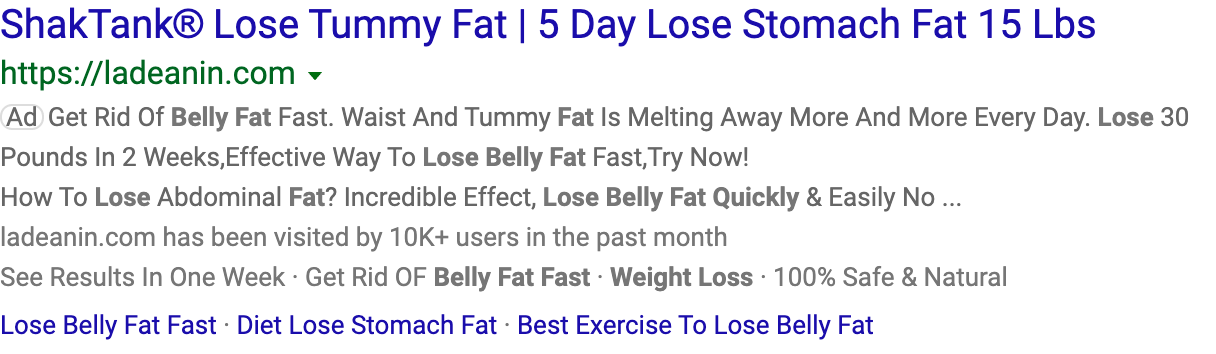 ShakTank® Lose Tummy Fat | 5 Day Lose Stomach Fat 15 Lbs
https://ladeanin.com
Ad Get Rid Of Belly Fat Fast. Waist And Tummy Fat Is Melting Away More And More Every Day. Lose 30
Pounds In 2 Weeks,Effective Way To Lose Belly Fat Fast,Try Now!
How To Lose Abdominal Fat? Incredible Effect, Lose Belly Fat Quickly & Easily No ...
ladeanin.com has been visited by 10K+ users in the past month
See Results In One Week · Get Rid OF Belly Fat Fast · Weight Loss · 100% Safe & Natural
Lose Belly Fat Fast · Diet Lose Stomach Fat · Best Exercise To Lose Belly Fat